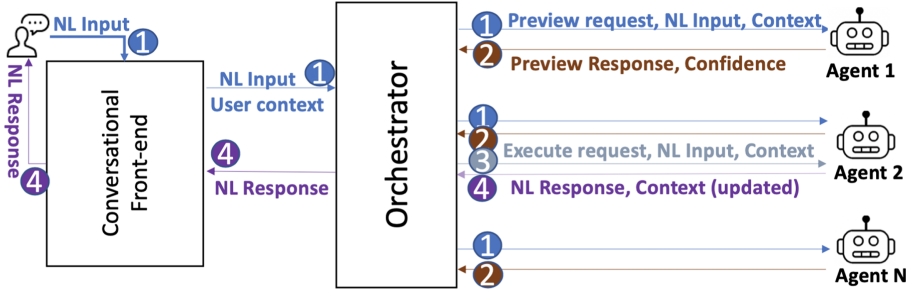 NL Input
1
NL Response
4
Conversational
Front-end
NL Input
1
User context
4
NL Response
Orchestrator
1
Preview request, NL Input, Context
2
Preview Response, Confidence
Agent 1
1
2
3
Execute request, NL Input, Context
4
NL Response, Context (updated)
Agent 2
1
2
Agent N